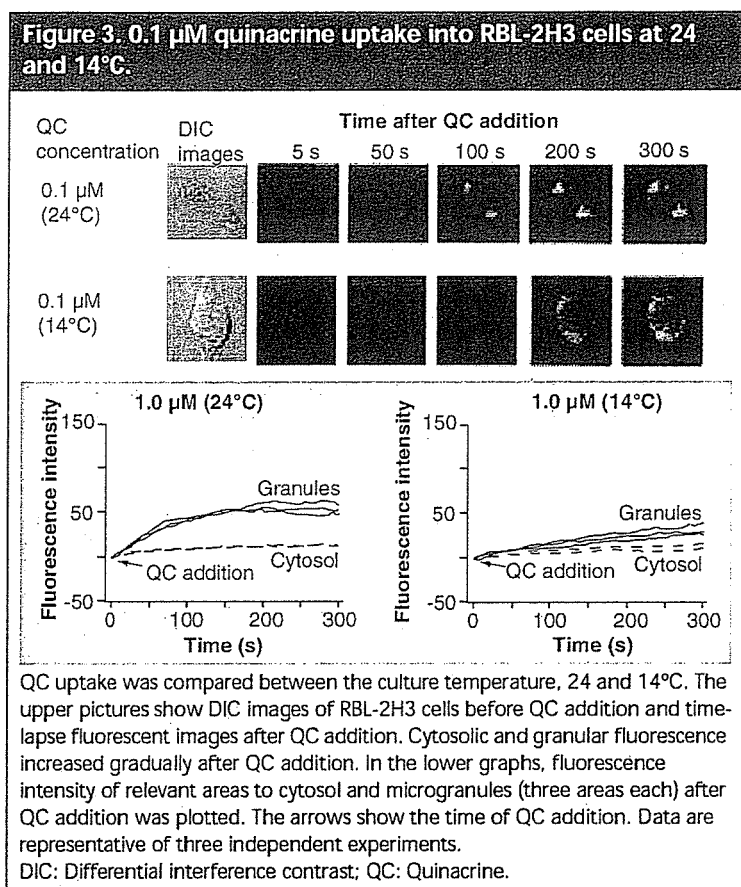 Figure 3. 0.1 µM quinacrine uptake into RBL-2H3 cells at 24
and 14°C.
QC
concentration
DIC
images
Time after QC addition
5 s 50 s 100 s 200 s 300 s
0.1 µM
(24°C)
0.1 µM
(14°C)
1.0 µM (24°C)
Fluorescence intensity
150
50
-50
Granules
Cytosol
QC addition
0 100 200 300
Time (s)
1.0 µM (14°C)
Fluorescence intensity
150
50
-50
Granules
Cytosol
QC addition
0 100 200 300
Time (s)
QC uptake was compared between the culture temperature, 24 and 14ºC. The
upper pictures show DIC images of RBL-2H3 cells before QC addition and time-
lapse fluorescent images after QC addition. Cytosolic and granular fluorescence
increased gradually after QC addition. In the lower graphs, fluorescence
intensity of relevant areas to cytosol and microgranules (three areas each) after
QC addition was plotted. The arrows show the time of QC addition. Data are
representative of three independent experiments.
DIC: Differential interference contrast; QC: Quinacrine.